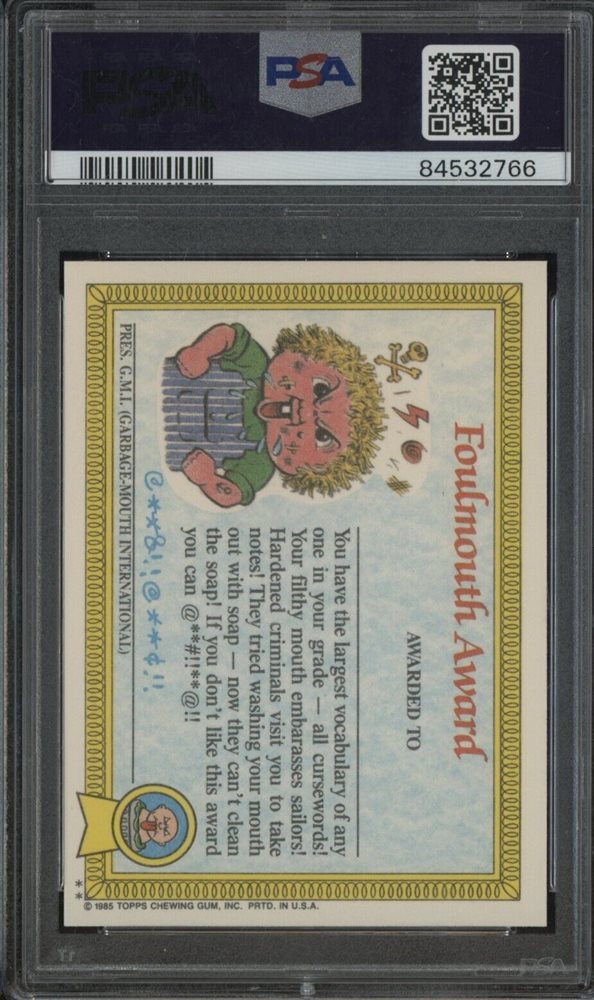 PSA
84532766
Foulmouth Award
AWARDED TO
You have the largest vocabulary of any
one in your grade — all cursewords!
Your filthy mouth embarasses sailors!
Hardened criminals visit you to take
notes! They tried washing your mouth
out with soap — now they can't clean
the soap! If you don't like this award
you can @**#!!**@!!
@**&!!@**¢!!
PRES. G.M.I. (GARBAGE-MOUTH INTERNATIONAL)
** © 1985 TOPPS CHEWING GUM, INC. PRTD. IN U.S.A.
PSA